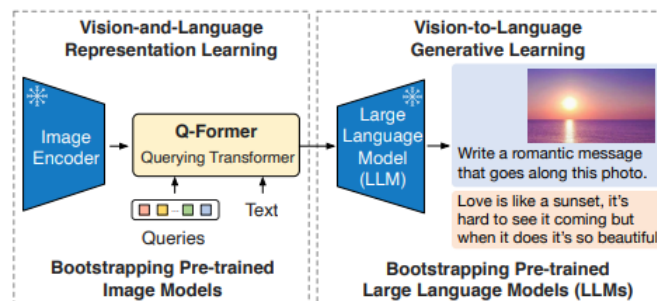 Vision-and-Language
Representation Learning
Vision-to-Language
Generative Learning
Image
Encoder
Q-Former
Querying Transformer
Queries
Text
Large
Language
Model
(LLM)
Write a romantic message
that goes along this photo.
Love is like a sunset, it's
hard to see it coming but
when it does it's so beautiful.
Bootstrapping Pre-trained
Image Models
Bootstrapping Pre-trained
Large Language Models (LLMs)